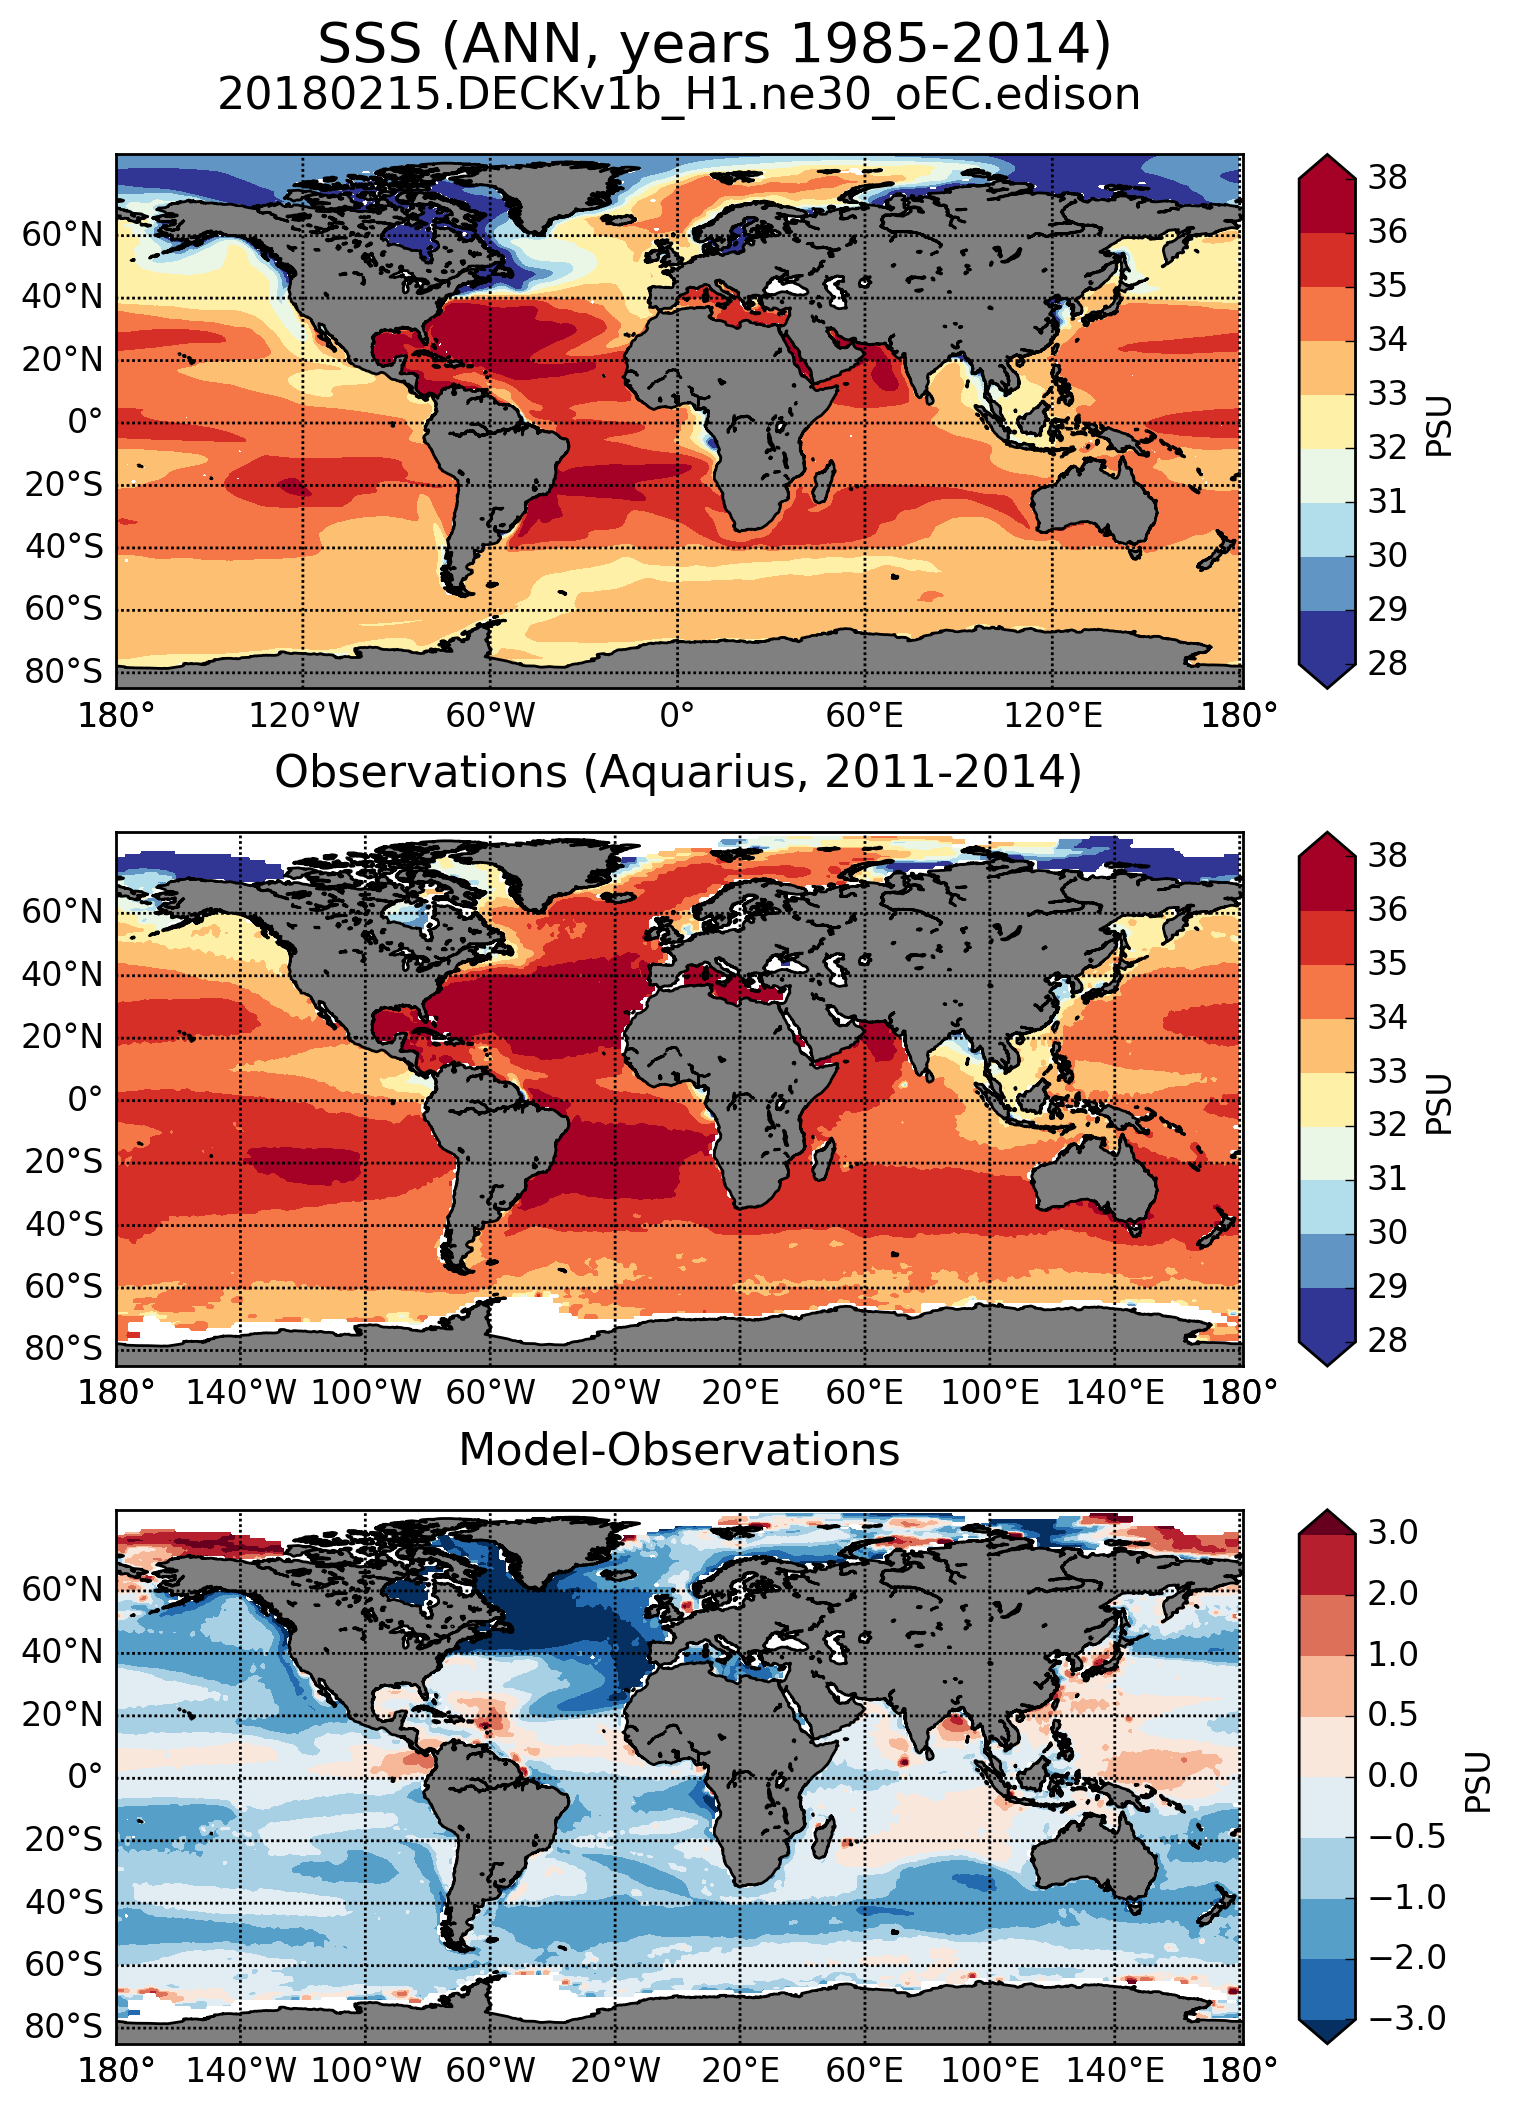 SSS (ANN, years 1985-2014)
20180215.DECKv1b_H1.ne30_oEC.edison
60°N
40°N
20°N
0°
20°S
40°S
60°S
80°S
180° 120°W 60°W 0° 60°E 120°E 180°
38
36
35
34
33
32
31
30
29
28
PSU
Observations (Aquarius, 2011-2014)
60°N
40°N
20°N
0°
20°S
40°S
60°S
80°S
180° 140°W 100°W 60°W 20°W 20°E 60°E 100°E 140°E 180°
38
36
35
34
33
32
31
30
29
28
PSU
Model-Observations
60°N
40°N
20°N
0°
20°S
40°S
60°S
80°S
180° 140°W 100°W 60°W 20°W 20°E 60°E 100°E 140°E 180°
3.0
2.0
1.0
0.5
0.0
−0.5
−1.0
−2.0
−3.0
PSU